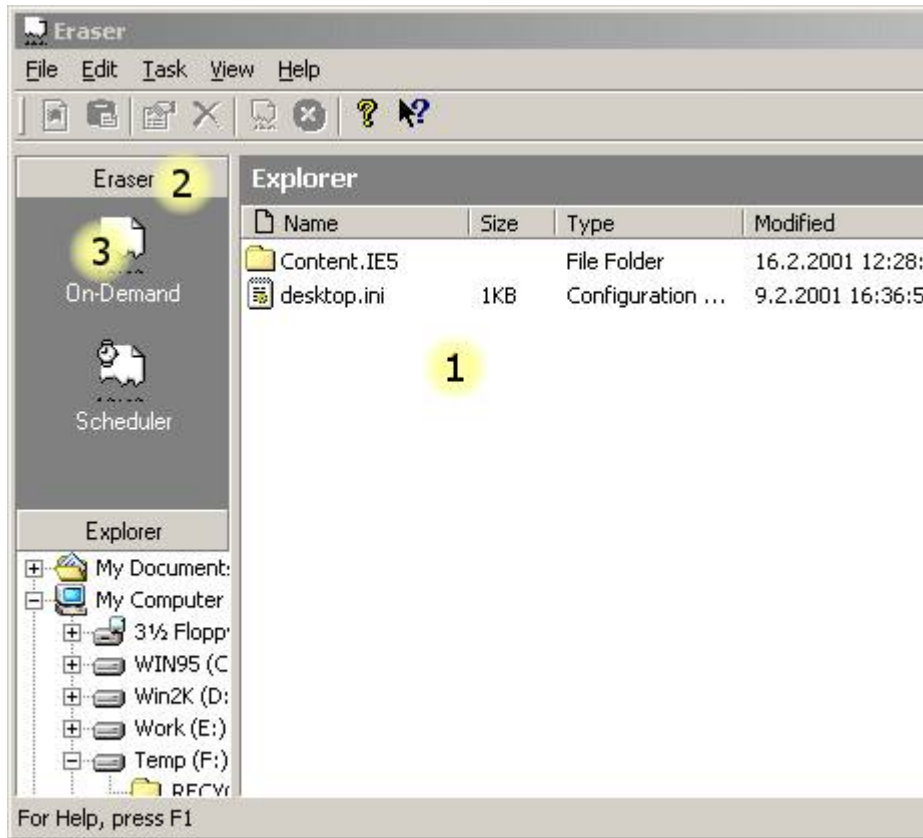 Eraser
File Edit Task View Help
Eraser 2
Explorer
Name Size Type Modified
Content.IE5 File Folder 16.2.2001 12:28:
desktop.ini 1KB Configuration ... 9.2.2001 16:36:5
3
On-Demand
1
Scheduler
Explorer
My Document
My Computer
3½ Flopp
WIN95 (C
Win2K (D:
Work (E:)
Temp (F:)
RECY
For Help, press F1